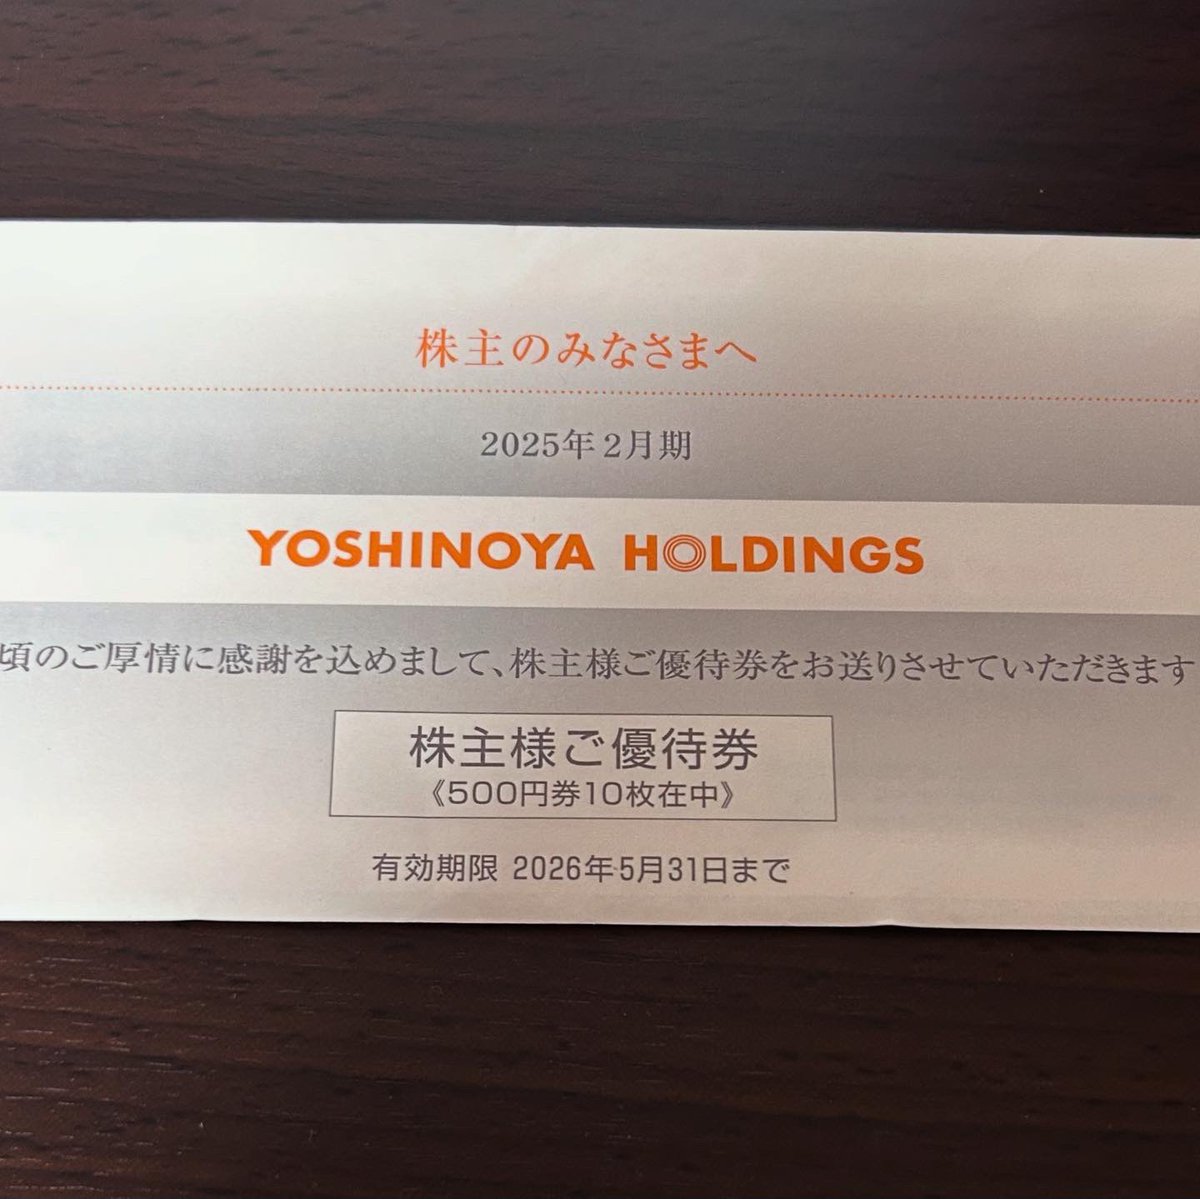 株主のみなさまへ
2025年2月期
YOSHINOYA HOLDINGS
頃のご厚情に感謝を込めまして、株主様ご優待券をお送りさせていただきます
株主様ご優待券
《500円券10枚在中》
有効期限 2026年5月31日まで